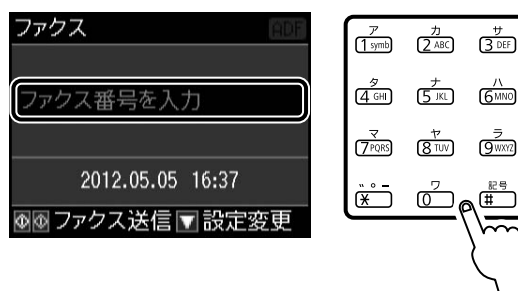 ファクス ADF
ファクス番号を入力
2012.05.05 16:37
ファクス送信 設定変更
ア カ サ
1 symb 2 ABC 3 DEF
タ ナ ハ
4 GHI 5 JKL 6 MNO
マ ヤ ラ
7 PQRS 8 TUV 9 WXYZ
" ° ー ワ 記号
* 0 #